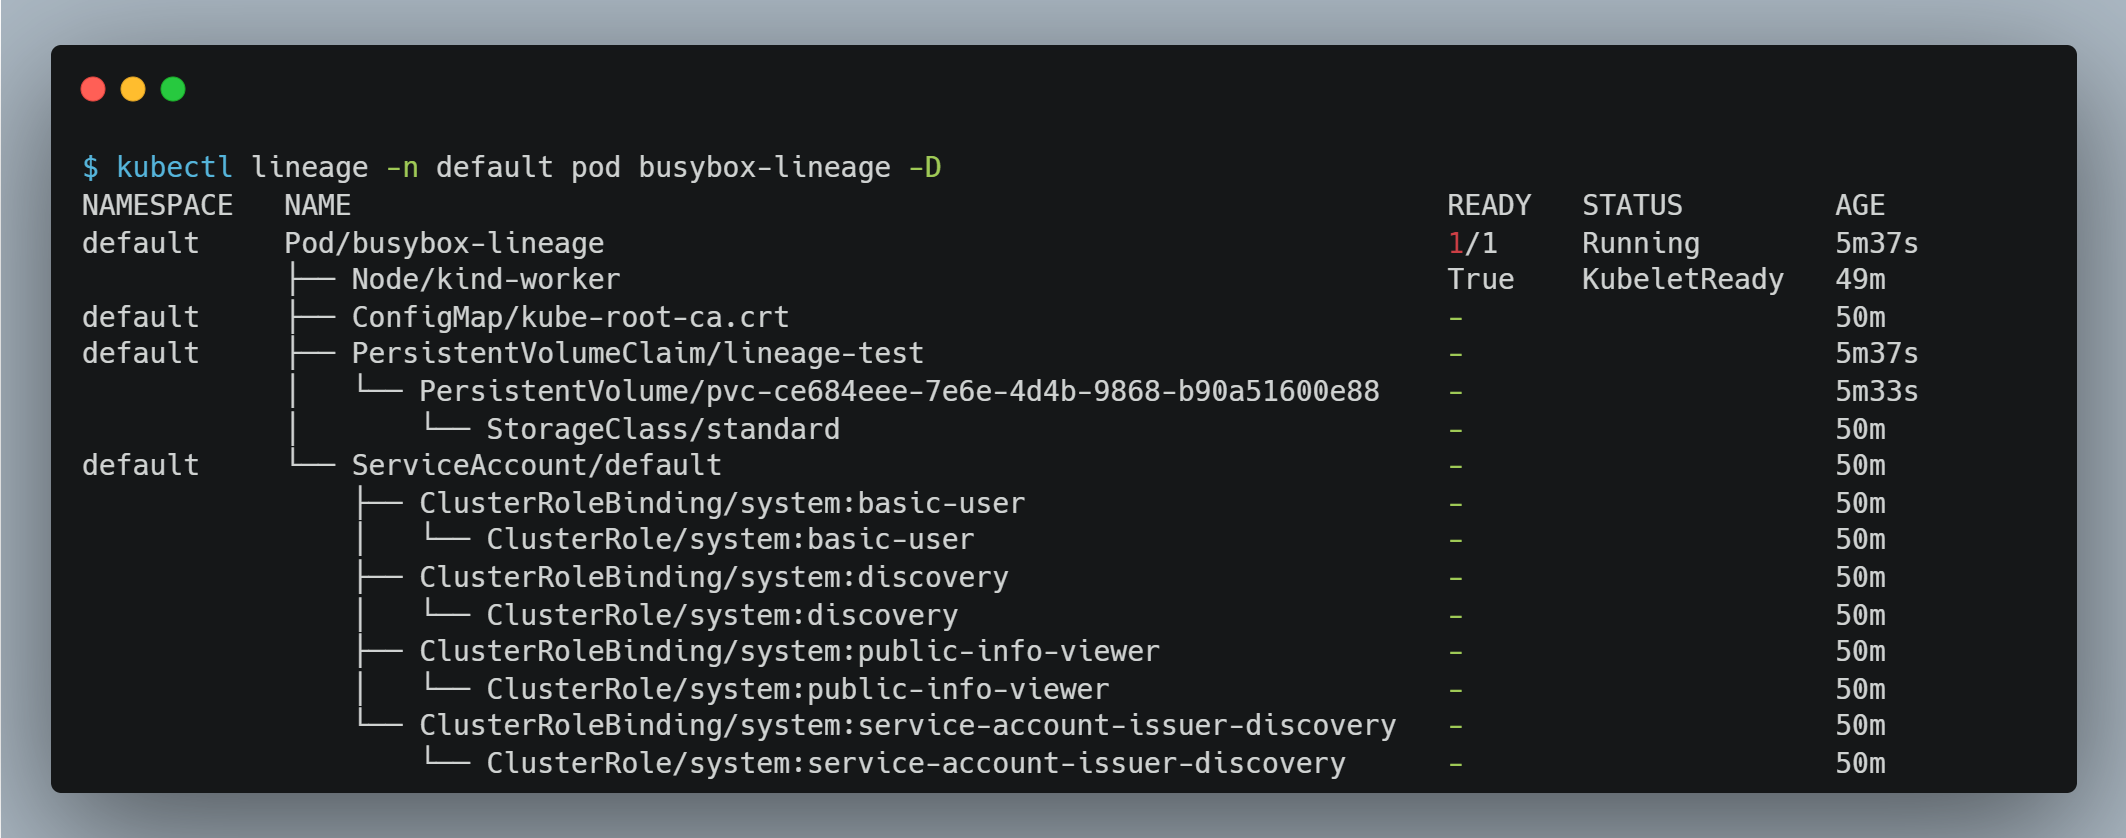 $ kubectl lineage -n default pod busybox-lineage -D
NAMESPACE   NAME                                                                 READY   STATUS         AGE
default     Pod/busybox-lineage                                                  1/1     Running        5m37s
            ├── Node/kind-worker                                                 True    KubeletReady   49m
default     ├── ConfigMap/kube-root-ca.crt                                       -                      50m
default     ├── PersistentVolumeClaim/lineage-test                               -                      5m37s
            │   └── PersistentVolume/pvc-ce684eee-7e6e-4d4b-9868-b90a51600e88    -                      5m33s
            │       └── StorageClass/standard                                    -                      50m
default     └── ServiceAccount/default                                           -                      50m
                ├── ClusterRoleBinding/system:basic-user                         -                      50m
                │   └── ClusterRole/system:basic-user                            -                      50m
                ├── ClusterRoleBinding/system:discovery                          -                      50m
                │   └── ClusterRole/system:discovery                             -                      50m
                ├── ClusterRoleBinding/system:public-info-viewer                 -                      50m
                │   └── ClusterRole/system:public-info-viewer                    -                      50m
                └── ClusterRoleBinding/system:service-account-issuer-discovery   -                      50m
                    └── ClusterRole/system:service-account-issuer-discovery      -                      50m